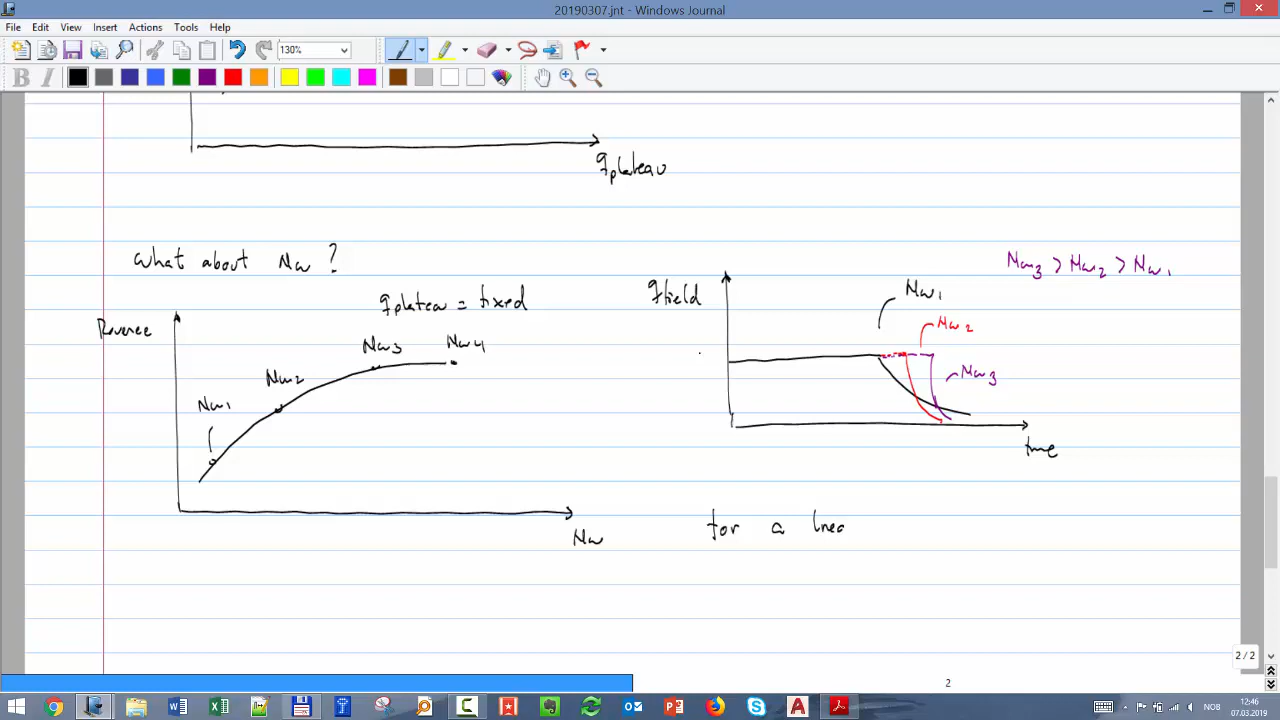 20190307.jnt - Windows Journal
File Edit View Insert Actions Tools Help
130%
qplateau
What about Nw ?
qplateau = fixed
Revenue
Nw1
Nw2
Nw3
Nw4
Nw
Nw3 > Nw2 > Nw1
qfield
Nw1
Nw2
Nw3
time
for a linea
2 / 2
2
NOB
12:46
07.03.2019